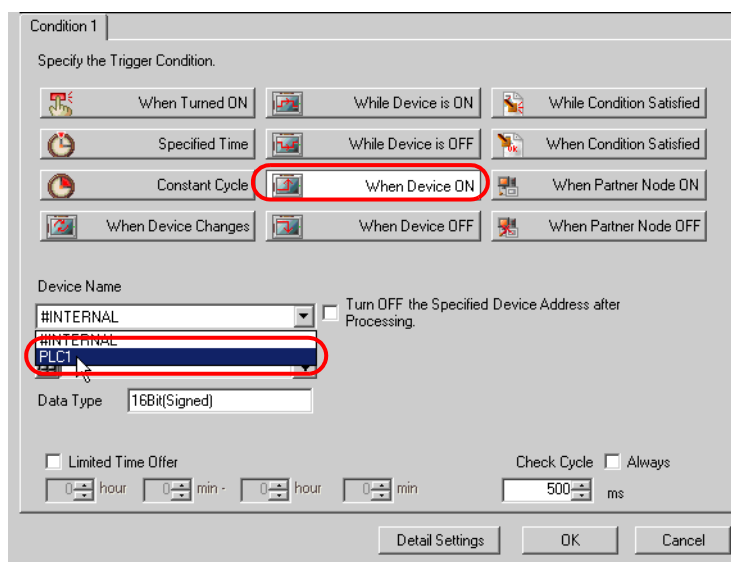 Condition 1
Specify the Trigger Condition.
When Turned ON While Device is ON While Condition Satisfied
Specified Time While Device is OFF When Condition Satisfied
Constant Cycle When Device ON When Partner Node ON
When Device Changes When Device OFF When Partner Node OFF
Device Name
#INTERNAL
Turn OFF the Specified Device Address after
Processing.
#INTERNAL
PLC1
Data Type 16Bit(Signed)
Limited Time Offer
Check Cycle Always
0 hour 0 min - 0 hour 0 min
500 ms
Detail Settings OK Cancel